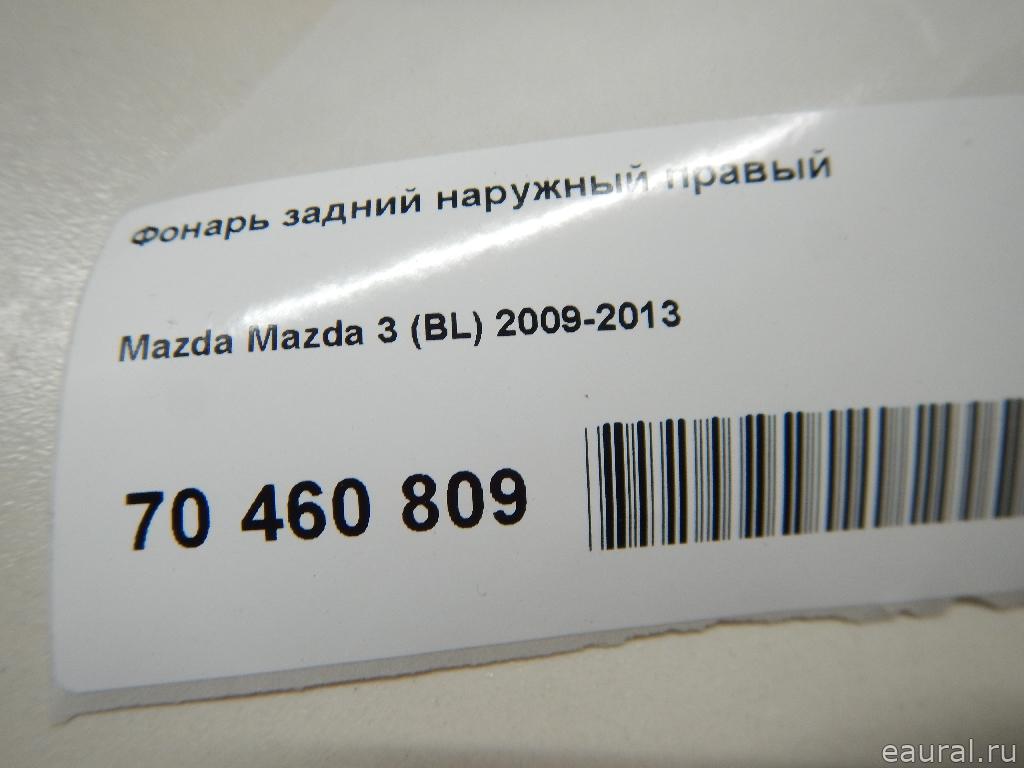 Фонарь задний наружный правый
Mazda Mazda 3 (BL) 2009-2013
70 460 809
eaural.ru